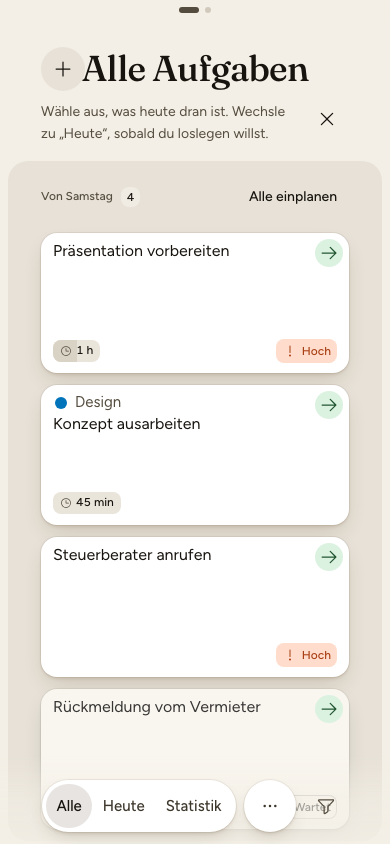 Alle Aufgaben
Wähle aus, was heute dran ist. Wechsle
zu „Heute“, sobald du loslegen willst.
Von Samstag 4
Alle einplanen
Präsentation vorbereiten
1 h
! Hoch
Design
Konzept ausarbeiten
45 min
Steuerberater anrufen
! Hoch
Rückmeldung vom Vermieter
Alle Heute Statistik